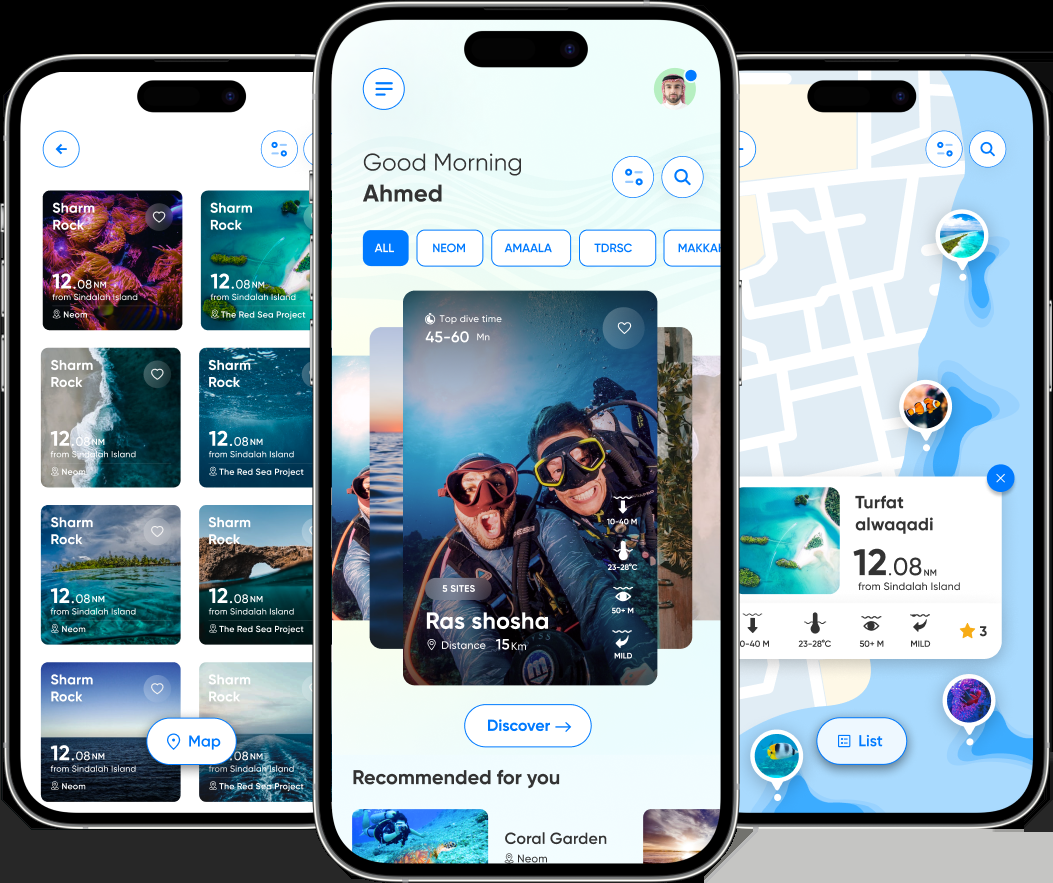 Sharm
Rock
12.08NM
from Sindalah Island
Neom
Sharm
Rock
12.08NM
from Sindalah Island
The Red Sea Project
Sharm
Rock
12.08NM
from Sindalah Island
Neom
Sharm
Rock
12.08NM
from Sindalah Island
The Red Sea Project
Sharm
Rock
12.08NM
from Sindalah Island
Neom
Sharm
Rock
12.08NM
from Sindalah Island
The Red Sea Project
Sharm
Rock
12.08NM
from Sindalah Island
Neom
Sharm
Rock
.08NM
from Sindalah Island
The Red Sea Project
Map
Good Morning
Ahmed
ALL NEOM AMAALA TDRSC MAKKAH
Top dive time
45-60 Mn
10-40 M
23-28°C
50+ M
MILD
5 SITES
Ras shosha
Distance 15Km
Discover →
Recommended for you
Coral Garden
Neom
Turfat
alwaqadi
12.08NM
from Sindalah Island
0-40 M 23-28°C 50+ M MILD 3
List